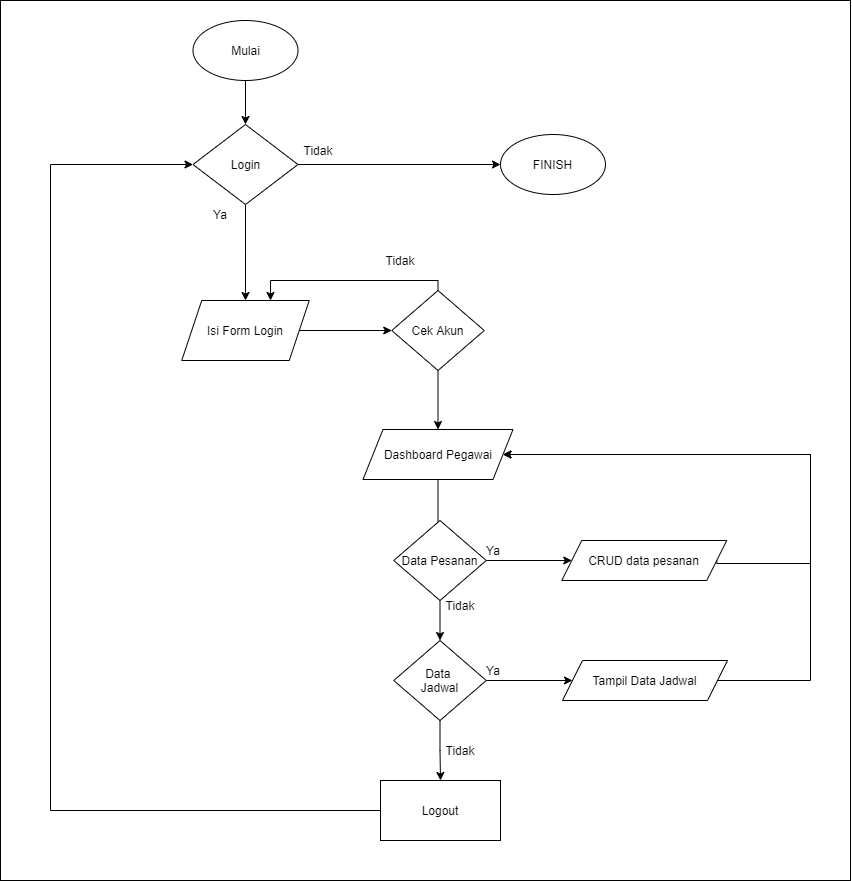 Mulai
Login
Tidak
FINISH
Ya
Tidak
Isi Form Login
Cek Akun
Dashboard Pegawai
Data Pesanan
Ya
CRUD data pesanan
Tidak
Data
Jadwal
Ya
Tampil Data Jadwal
Tidak
Logout